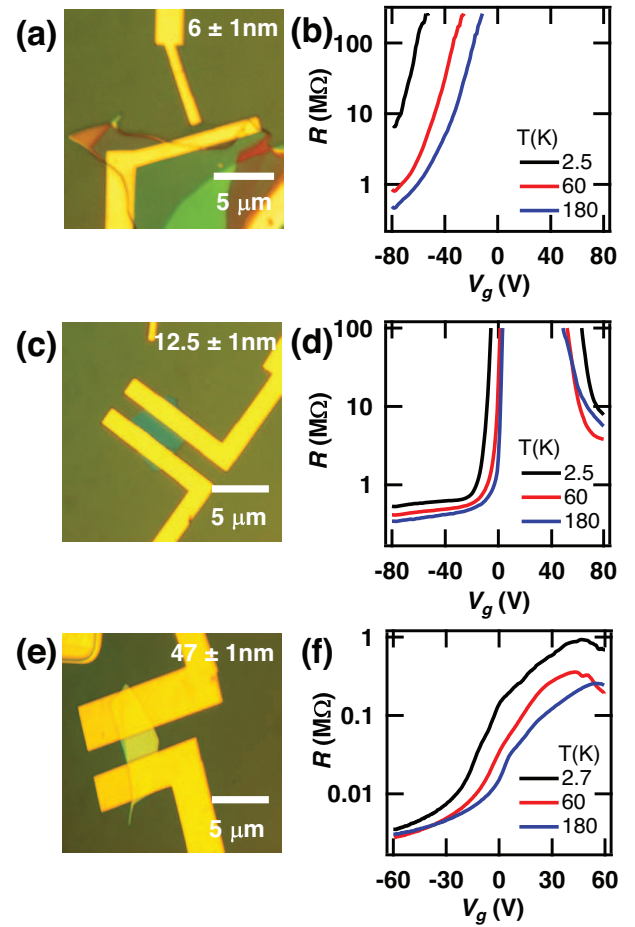 (a)
6 ± 1nm
5 μm
(b)
R (MΩ)
100
10
1
T(K)
2.5
60
180
-80 -40 0 40 80
Vg (V)
(c)
12.5 ± 1nm
5 μm
(d)
R (MΩ)
100
10
1
T(K)
2.5
60
180
-80 -40 0 40 80
Vg (V)
(e)
47 ± 1nm
5 μm
(f)
R (MΩ)
1
0.1
0.01
T(K)
2.7
60
180
-60 -30 0 30 60
Vg (V)